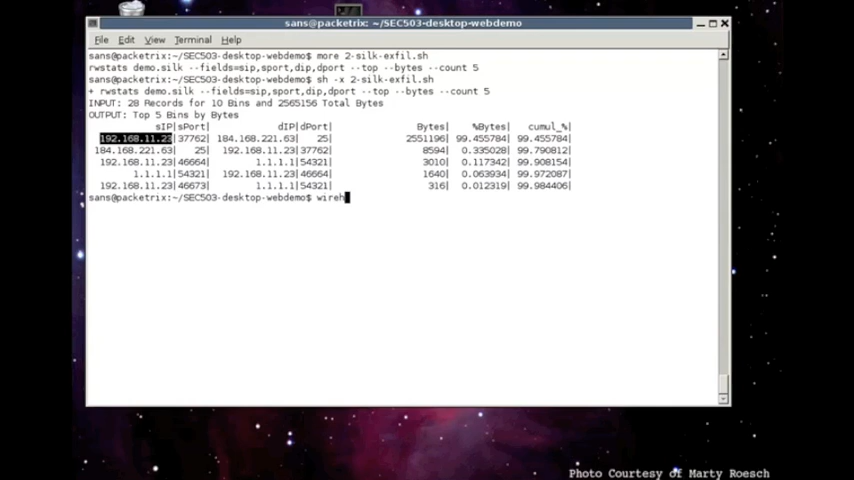 sans@packetrix: ~/SEC503-desktop-webdemo
File Edit View Terminal Help
sans@packetrix:~/SEC503-desktop-webdemo$ more 2-silk-exfil.sh
rwstats demo.silk --fields=sip,sport,dip,dport --top --bytes --count 5
sans@packetrix:~/SEC503-desktop-webdemo$ sh -x 2-silk-exfil.sh
+ rwstats demo.silk --fields=sip,sport,dip,dport --top --bytes --count 5
INPUT: 28 Records for 10 Bins and 2565156 Total Bytes
OUTPUT: Top 5 Bins by Bytes
sIP|sPort| dIP|dPort| Bytes| %Bytes| cumul_%|
192.168.11.23|37762| 184.168.221.63| 25| 2551196| 99.455784| 99.455784|
184.168.221.63| 25| 192.168.11.23|37762| 8594| 0.335028| 99.790812|
192.168.11.23|46664| 1.1.1.1|54321| 3010| 0.117342| 99.908154|
1.1.1.1|54321| 192.168.11.23|46664| 1640| 0.063934| 99.972087|
192.168.11.23|46673| 1.1.1.1|54321| 316| 0.012319| 99.984406|
sans@packetrix:~/SEC503-desktop-webdemo$ wireh
Photo Courtesy of Marty Roesch